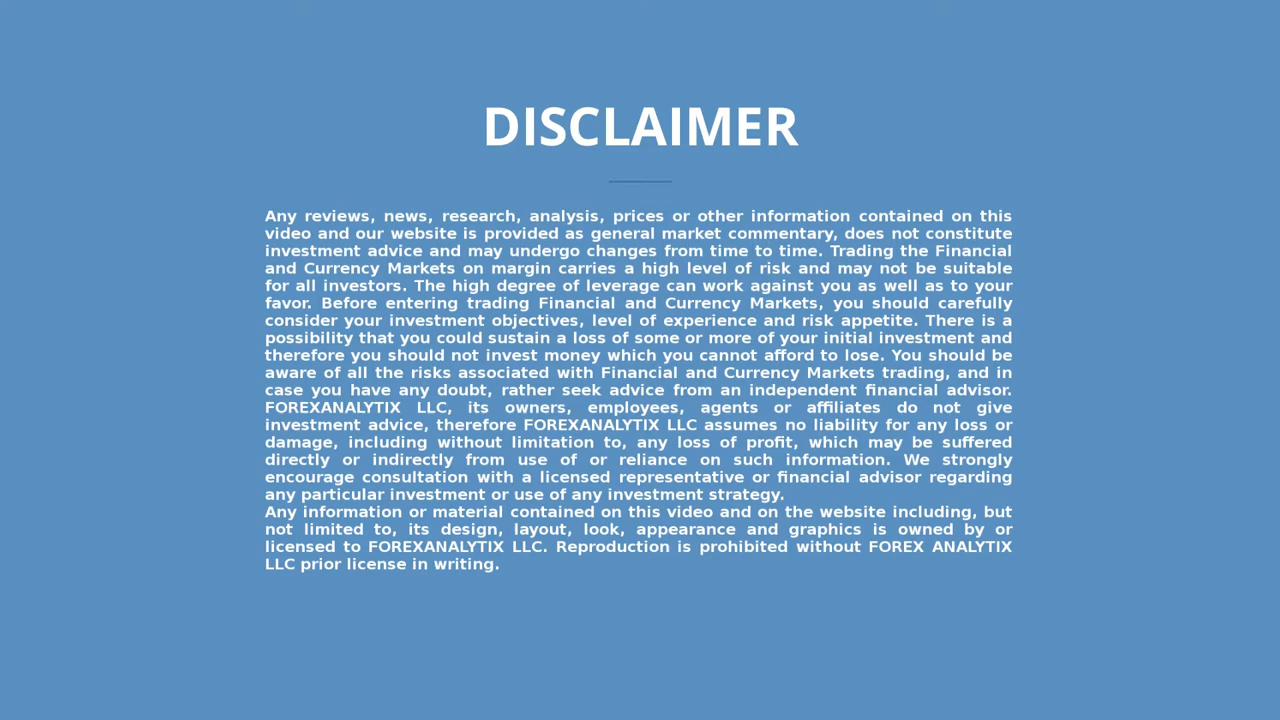 DISCLAIMER
Any reviews, news, research, analysis, prices or other information contained on this
video and our website is provided as general market commentary, does not constitute
investment advice and may undergo changes from time to time. Trading the Financial
and Currency Markets on margin carries a high level of risk and may not be suitable
for all investors. The high degree of leverage can work against you as well as to your
favor. Before entering trading Financial and Currency Markets, you should carefully
consider your investment objectives, level of experience and risk appetite. There is a
possibility that you could sustain a loss of some or more of your initial investment and
therefore you should not invest money which you cannot afford to lose. You should be
aware of all the risks associated with Financial and Currency Markets trading, and in
case you have any doubt, rather seek advice from an independent financial advisor.
FOREXANALYTIX LLC, its owners, employees, agents or affiliates do not give
investment advice, therefore FOREXANALYTIX LLC assumes no liability for any loss or
damage, including without limitation to, any loss of profit, which may be suffered
directly or indirectly from use of or reliance on such information. We strongly
encourage consultation with a licensed representative or financial advisor regarding
any particular investment or use of any investment strategy.
Any information or material contained on this video and on the website including, but
not limited to, its design, layout, look, appearance and graphics is owned by or
licensed to FOREXANALYTIX LLC. Reproduction is prohibited without FOREX ANALYTIX
LLC prior license in writing.